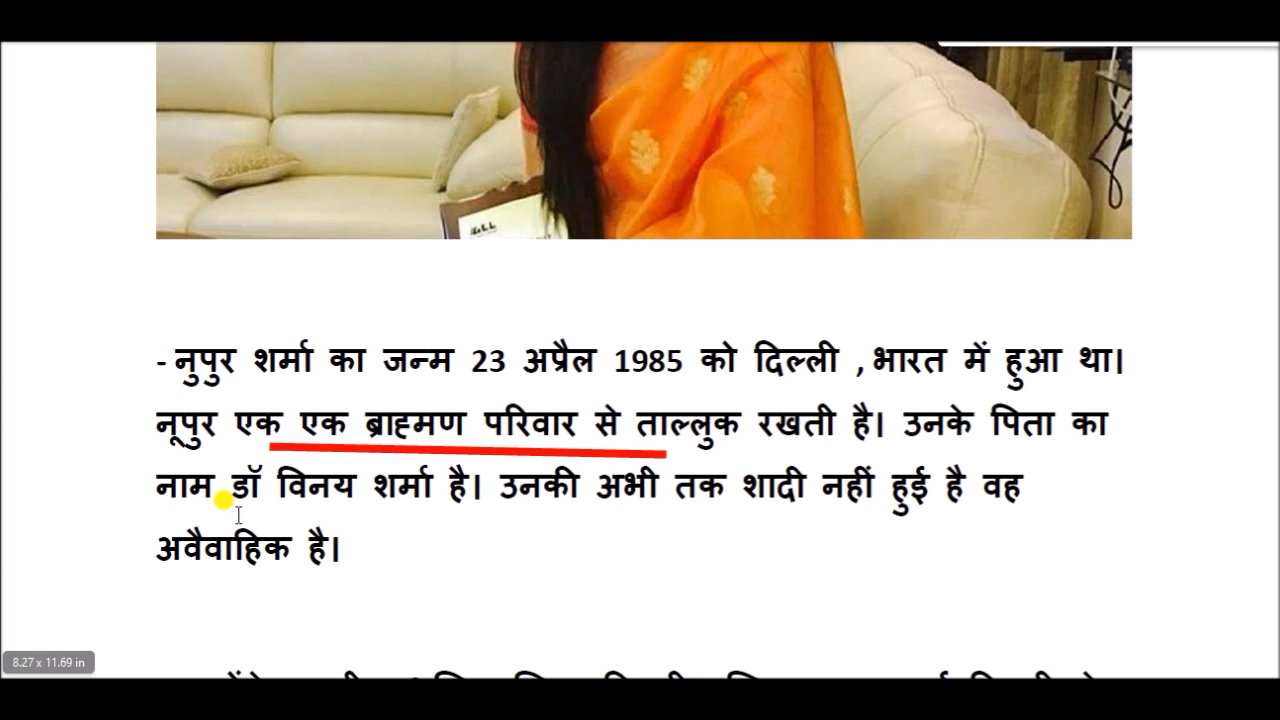 - नुपुर शर्मा का जन्म 23 अप्रैल 1985 को दिल्ली , भारत में हुआ था।
नूपुर एक एक ब्राह्मण परिवार से ताल्लुक रखती है। उनके पिता का
नाम डॉ विनय शर्मा है। उनकी अभी तक शादी नहीं हुई है वह
अवैवाहिक है।
8.27 x 11.69 in